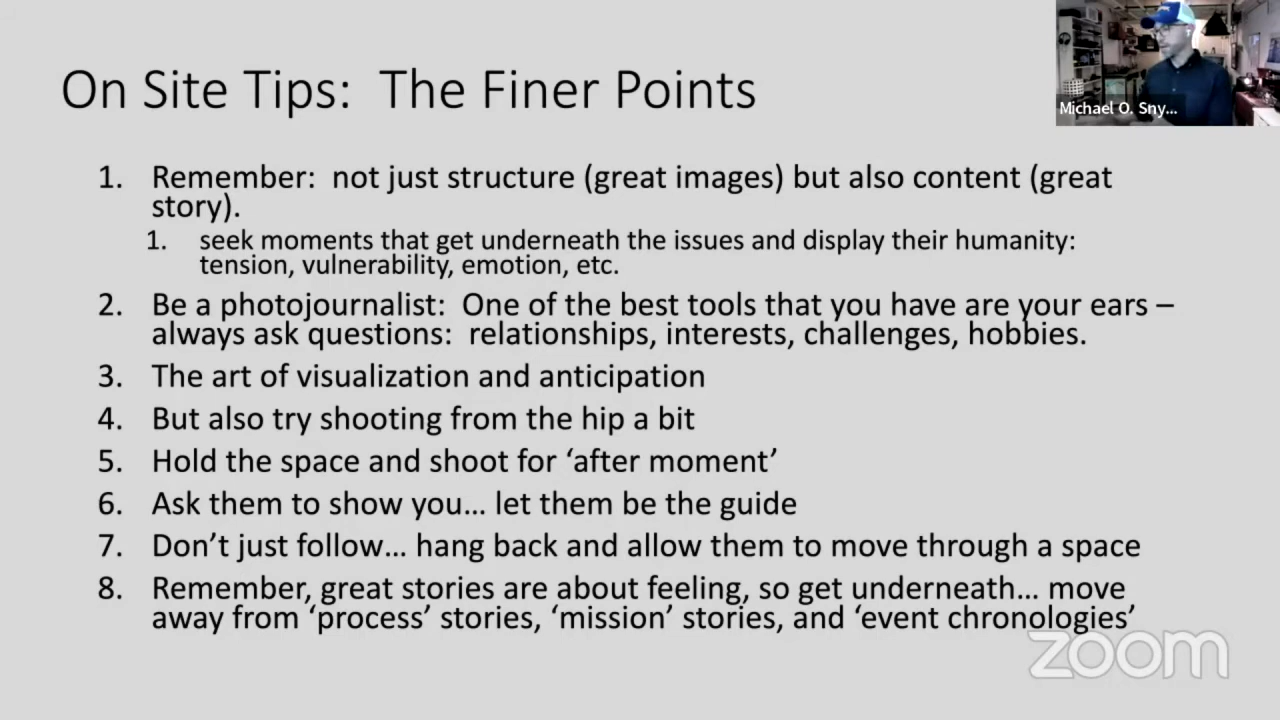 On Site Tips: The Finer Points
Michael O. Sny...
1. Remember: not just structure (great images) but also content (great
story).
1. seek moments that get underneath the issues and display their humanity:
tension, vulnerability, emotion, etc.
2. Be a photojournalist: One of the best tools that you have are your ears –
always ask questions: relationships, interests, challenges, hobbies.
3. The art of visualization and anticipation
4. But also try shooting from the hip a bit
5. Hold the space and shoot for ‘after moment’
6. Ask them to show you... let them be the guide
7. Don’t just follow... hang back and allow them to move through a space
8. Remember, great stories are about feeling, so get underneath... move
away from ‘process’ stories, ‘mission’ stories, and ‘event chronologies’
zoom